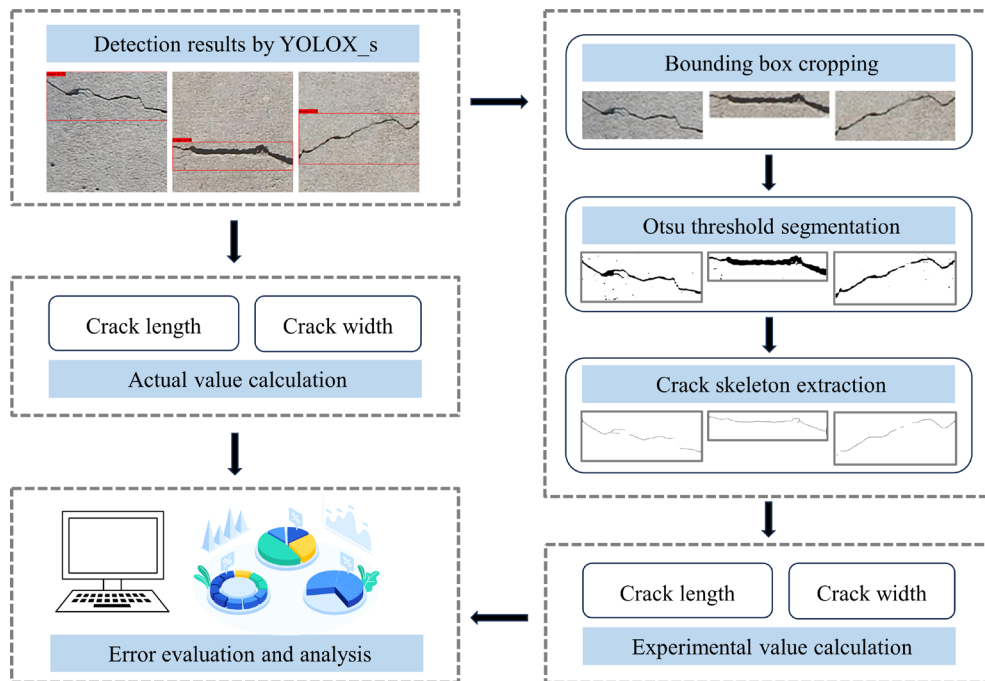 Detection results by YOLOX_s
Bounding box cropping
Otsu threshold segmentation
Crack skeleton extraction
Crack length
Crack width
Actual value calculation
Crack length
Crack width
Experimental value calculation
Error evaluation and analysis